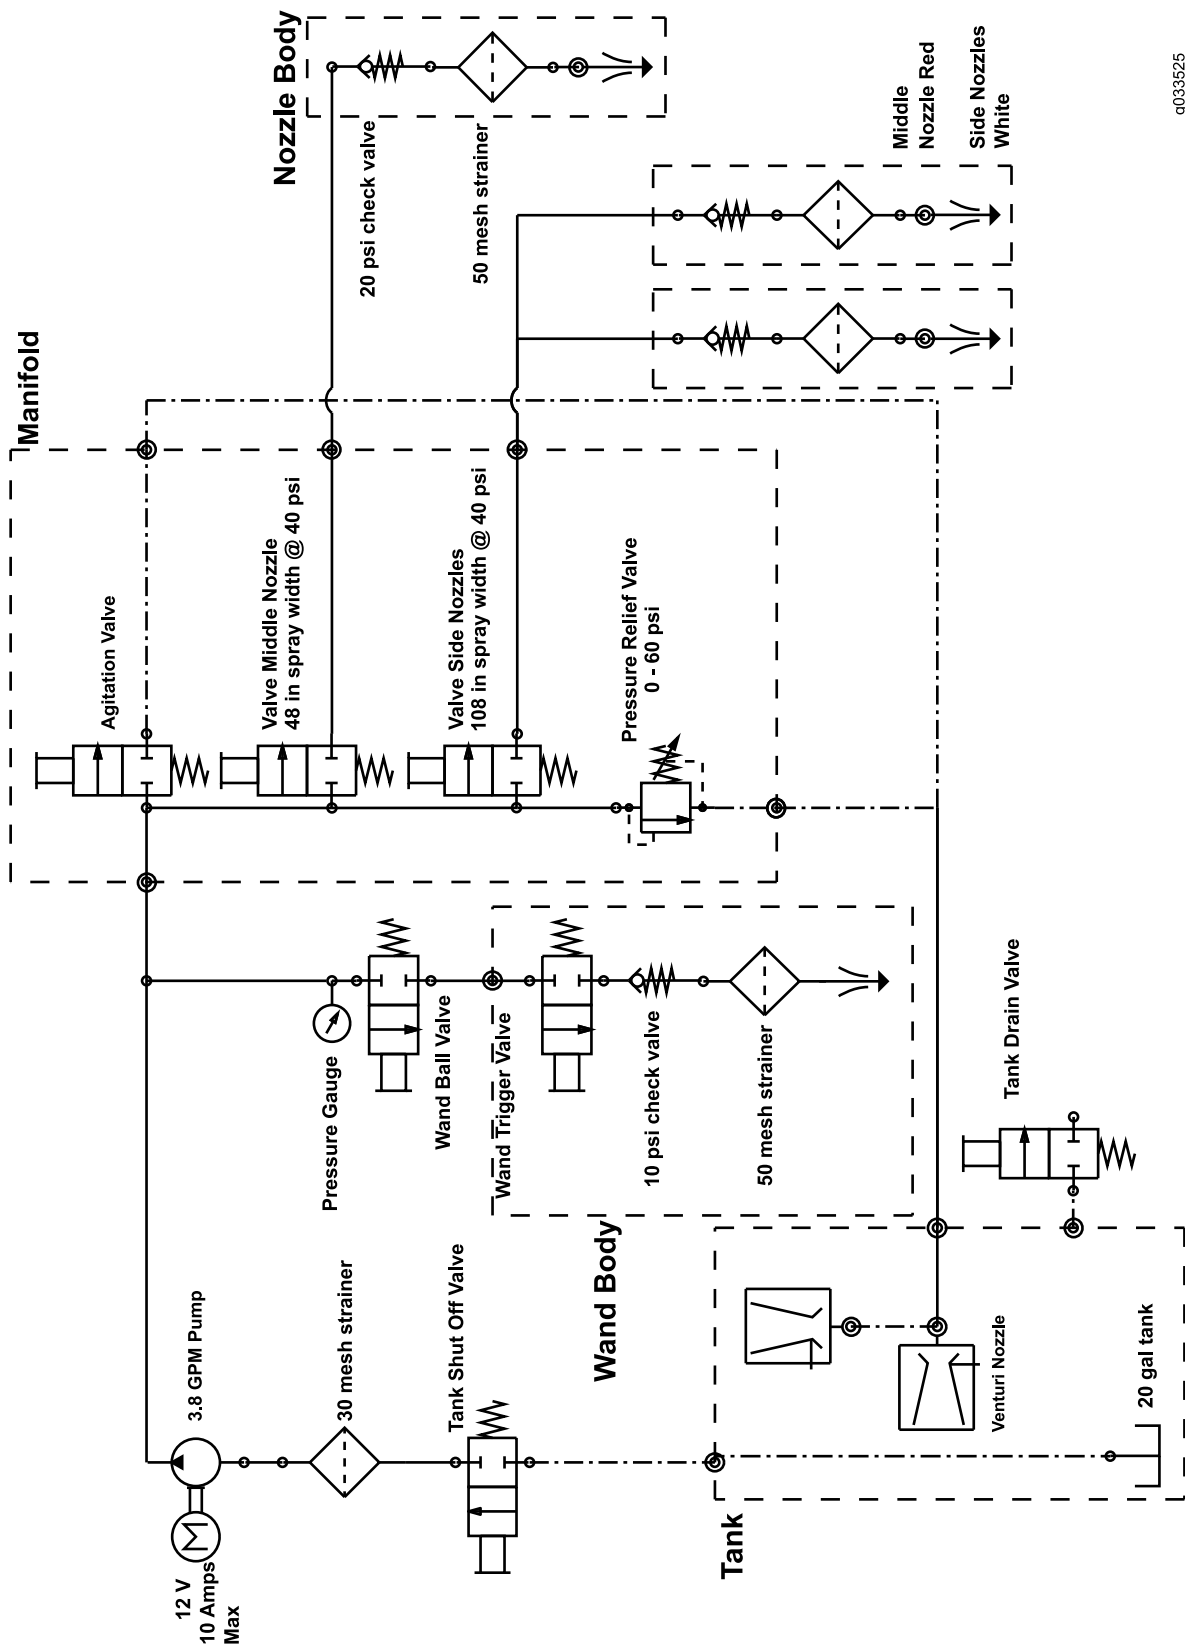 Nozzle Body
20 psi check valve
50 mesh strainer
Middle
Nozzle Red
Side Nozzles
White
g033525
Manifold
Agitation Valve
Valve Middle Nozzle
48 in spray width @ 40 psi
Valve Side Nozzles
108 in spray width @ 40 psi
Pressure Relief Valve
0 - 60 psi
Pressure Gauge
Wand Ball Valve
Wand Trigger Valve
10 psi check valve
50 mesh strainer
Tank Drain Valve
Wand Body
3.8 GPM Pump
30 mesh strainer
Tank Shut Off Valve
Venturi Nozzle
20 gal tank
Tank
M
12 V
10 Amps
Max